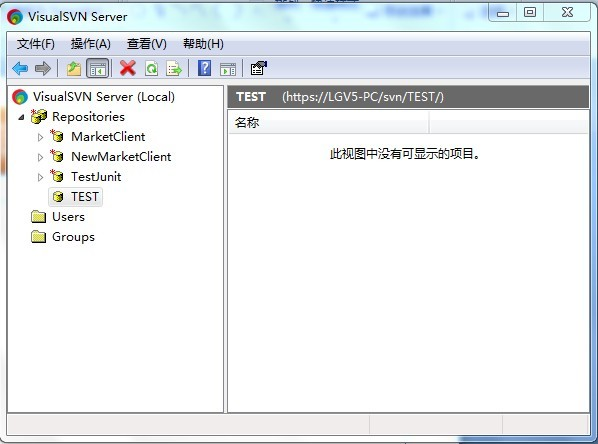 VisualSVN Server
文件(F) 操作(A) 查看(V) 帮助(H)
VisualSVN Server (Local)
Repositories
MarketClient
NewMarketClient
TestJunit
TEST
Users
Groups
TEST (https://LGV5-PC/svn/TEST/)
名称
此视图中没有可显示的项目。